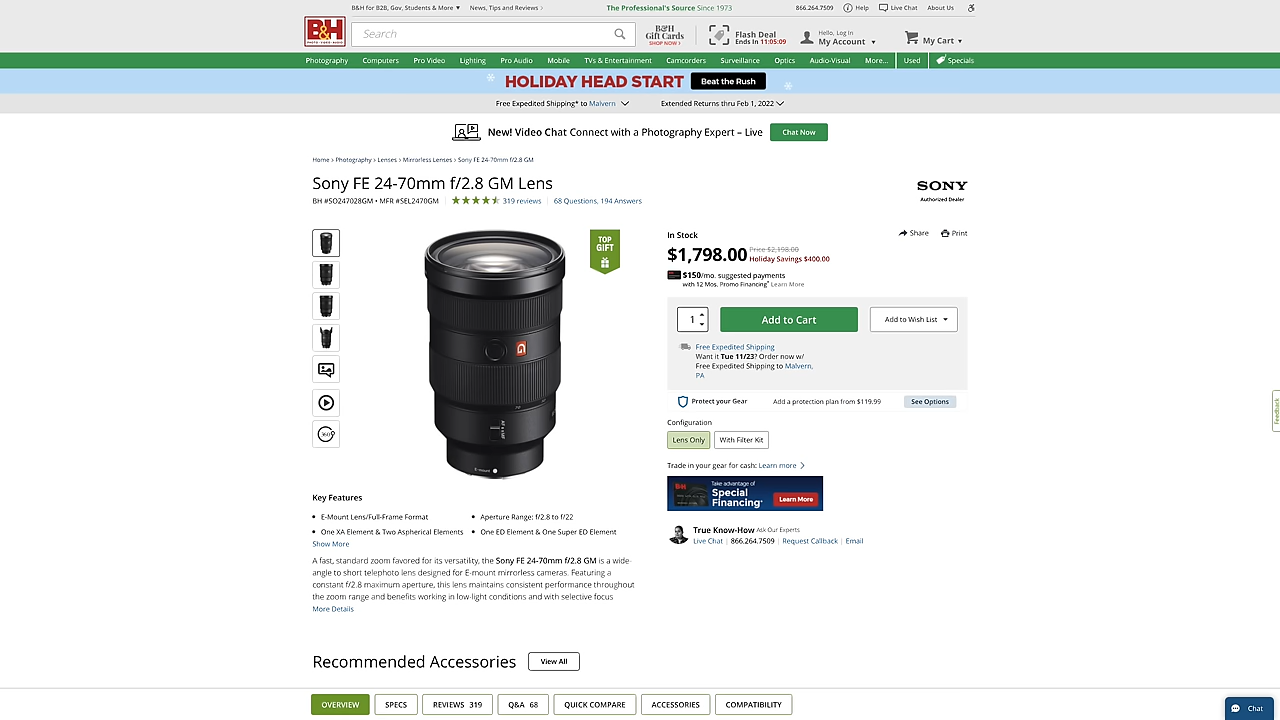 B&H for B2B, Gov, Students & More ▼ News, Tips and Reviews › The Professional's Source Since 1973 866.264.7509 Help Live Chat About Us
B&H
PHOTO · VIDEO · AUDIO
Search
B&H
Gift Cards
SHOP NOW ›
Flash Deal
Ends In 11:05:09
Hello, Log In
My Account ▼
My Cart ▼
Photography Computers Pro Video Lighting Pro Audio Mobile TVs & Entertainment Camcorders Surveillance Optics Audio-Visual More... Used Specials
HOLIDAY HEAD START Beat the Rush
Free Expedited Shipping* to Malvern Extended Returns thru Feb 1, 2022
New! Video Chat Connect with a Photography Expert – Live Chat Now
Home › Photography › Lenses › Mirrorless Lenses › Sony FE 24-70mm f/2.8 GM
Sony FE 24-70mm f/2.8 GM Lens
BH #SO247028GM • MFR #SEL2470GM 319 reviews 68 Questions, 194 Answers
SONY
Authorized Dealer
TOP
GIFT
G
E-mount
360°
In Stock
Share Print
$1,798.00 Price $2,198.00
Holiday Savings $400.00
$150/mo. suggested payments
with 12 Mos. Promo Financing* Learn More
1 Add to Cart Add to Wish List
Free Expedited Shipping
Want it Tue 11/23? Order now w/
Free Expedited Shipping to Malvern,
PA
Protect your Gear Add a protection plan from $119.99 See Options
Configuration
Lens Only With Filter Kit
Trade in your gear for cash: Learn more
B&H Take advantage of
Special
Financing* Learn More
True Know-How Ask Our Experts
Live Chat | 866.264.7509 | Request Callback | Email
Key Features
• E-Mount Lens/Full-Frame Format • Aperture Range: f/2.8 to f/22
• One XA Element & Two Aspherical Elements • One ED Element & One Super ED Element
Show More
A fast, standard zoom favored for its versatility, the Sony FE 24-70mm f/2.8 GM is a wide-
angle to short telephoto lens designed for E-mount mirrorless cameras. Featuring a
constant f/2.8 maximum aperture, this lens maintains consistent performance throughout
the zoom range and benefits working in low-light conditions and with selective focus
More Details
Recommended Accessories View All
OVERVIEW SPECS REVIEWS 319 Q&A 68 QUICK COMPARE ACCESSORIES COMPATIBILITY
Feedback
Chat